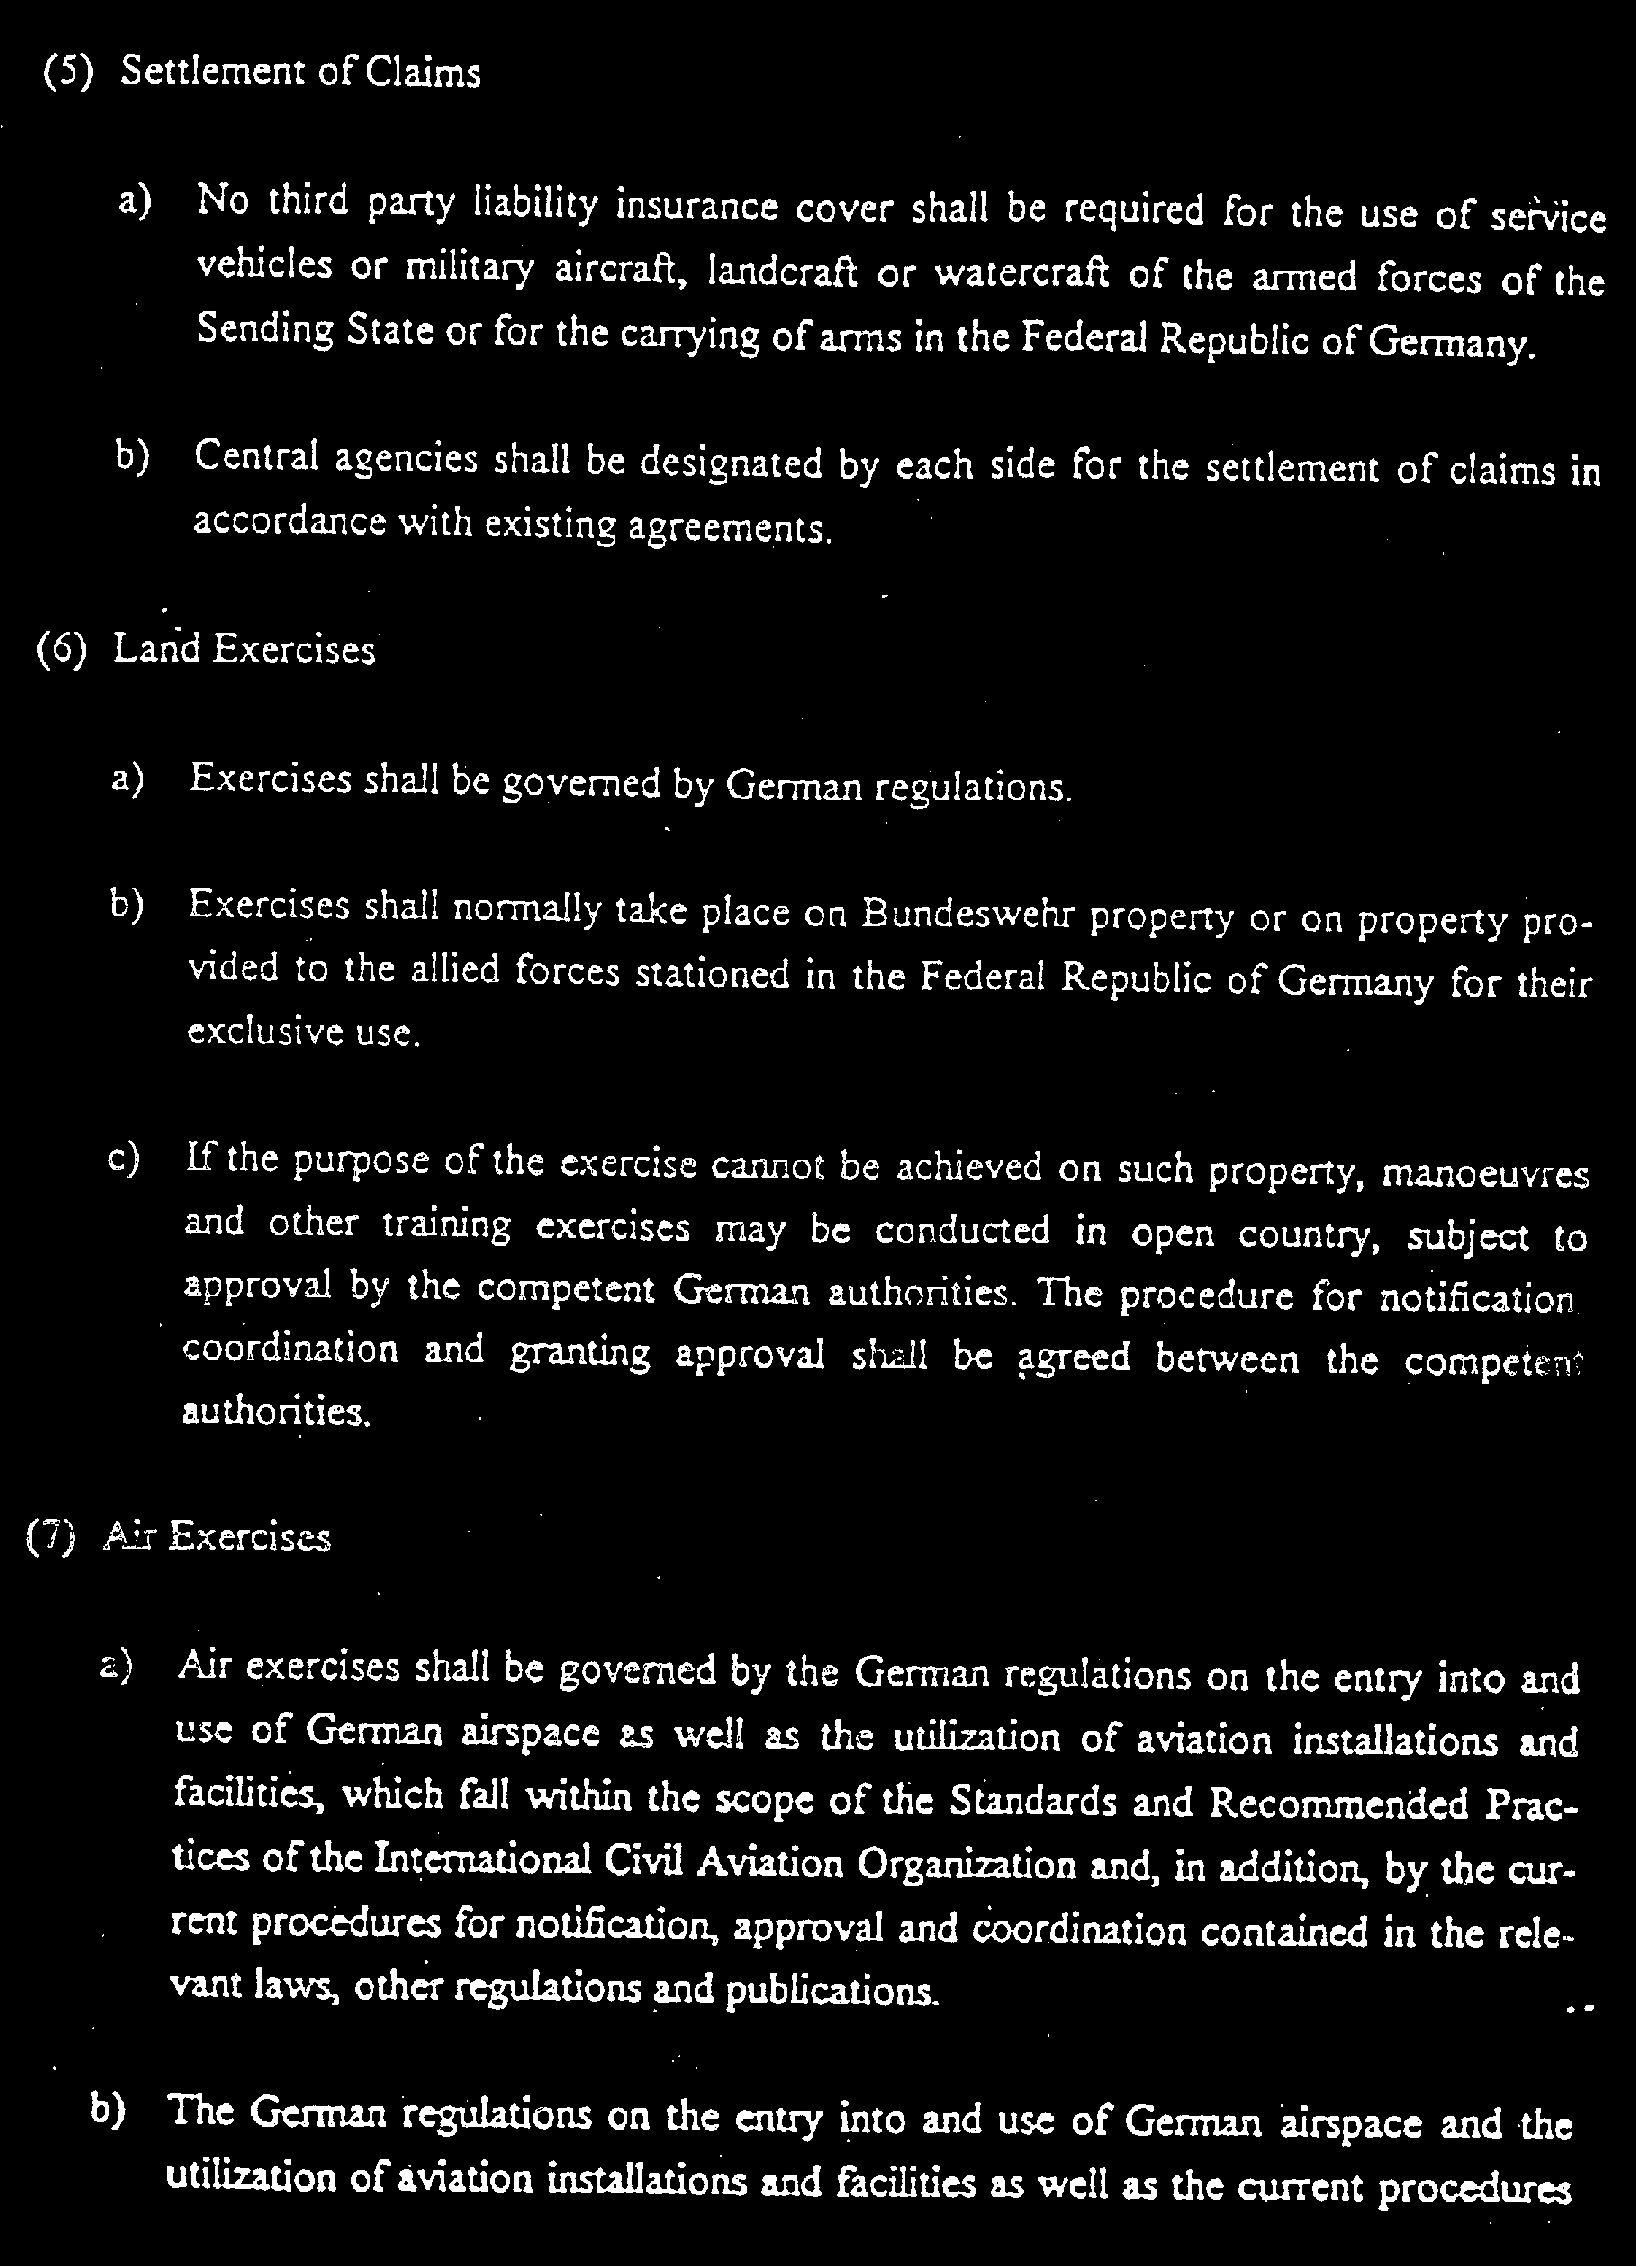 (5) Settlement of Claims
a) No third party liability insurance cover shall be required for the use of service
vehicles or military aircraft, landcraft or watercraft of the armed forces of the
Sending State or for the carrying of arms in the Federal Republic of Germany.
b) Central agencies shall be designated by each side for the settlement of claims in
accordance with existing agreements.
(6) Land Exercises
a) Exercises shall be governed by German regulations.
b) Exercises shall normally take place on Bundeswehr property or on property pro-
vided to the allied forces stationed in the Federal Republic of Germany for their
exclusive use.
c) If the purpose of the exercise cannot be achieved on such property, manoeuvres
and other training exercises may be conducted in open country, subject to
approval by the competent German authorities. The procedure for notification
coordination and granting approval shall be agreed between the competent
authorities.
(7) Air Exercises
a) Air exercises shall be governed by the German regulations on the entry into and
use of German airspace as well as the utilization of aviation installations and
facilities, which fall within the scope of the Standards and Recommended Prac-
tices of the International Civil Aviation Organization and, in addition, by the cur-
rent procedures for notification, approval and coordination contained in the rele-
vant laws, other regulations and publications.
b) The German regulations on the entry into and use of German airspace and the
utilization of aviation installations and facilities as well as the current procedures